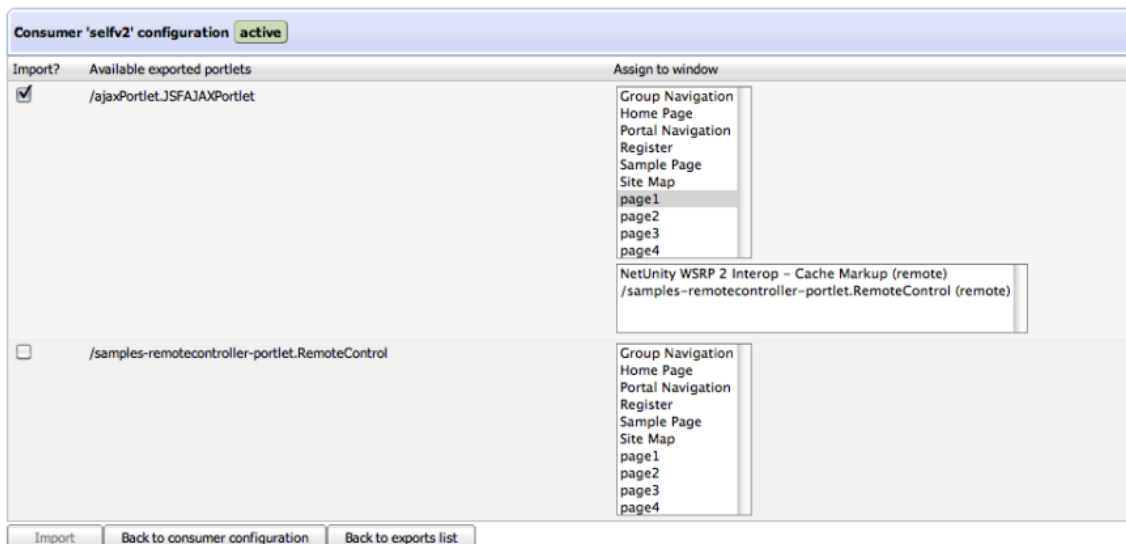 Consumer 'selfv2' configuration active
Import? Available exported portlets Assign to window
/ajaxPortlet.JSFAJAXPortlet
Group Navigation
Home Page
Portal Navigation
Register
Sample Page
Site Map
page1
page2
page3
page4
NetUnity WSRP 2 Interop - Cache Markup (remote)
/samples-remotecontroller-portlet.RemoteControl (remote)
/samples-remotecontroller-portlet.RemoteControl
Group Navigation
Home Page
Portal Navigation
Register
Sample Page
Site Map
page1
page2
page3
page4
Import Back to consumer configuration Back to exports list